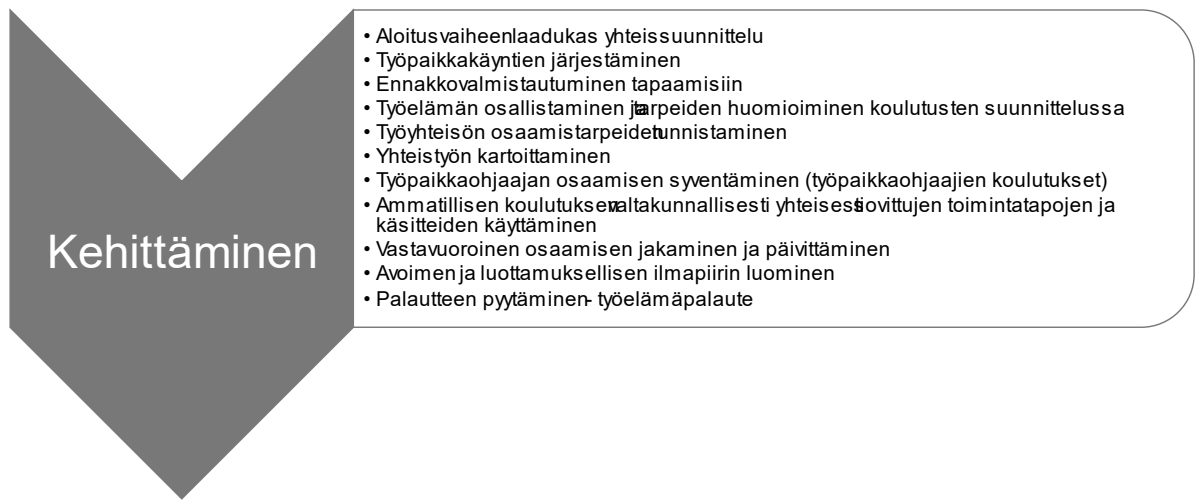 Kehittäminen
• Aloitusvaiheen laadukas yhteissuunnittelu
• Työpaikkakäyntien järjestäminen
• Ennakkovalmistautuminen tapaamisiin
• Työelämän osallistaminen ja tarpeiden huomioiminen koulutusten suunnittelussa
• Työyhteisön osaamistarpeiden tunnistaminen
• Yhteistyön kartoittaminen
• Työpaikkaohjaajan osaamisen syventäminen (työpaikkaohjaajien koulutukset)
• Ammatillisen koulutuksen valtakunnallisesti yhteisesti sovittujen toimintatapojen ja
käsitteiden käyttäminen
• Vastavuoroinen osaamisen jakaminen ja päivittäminen
• Avoimen ja luottamuksellisen ilmapiirin luominen
• Palautteen pyytäminen- työelämäpalaute